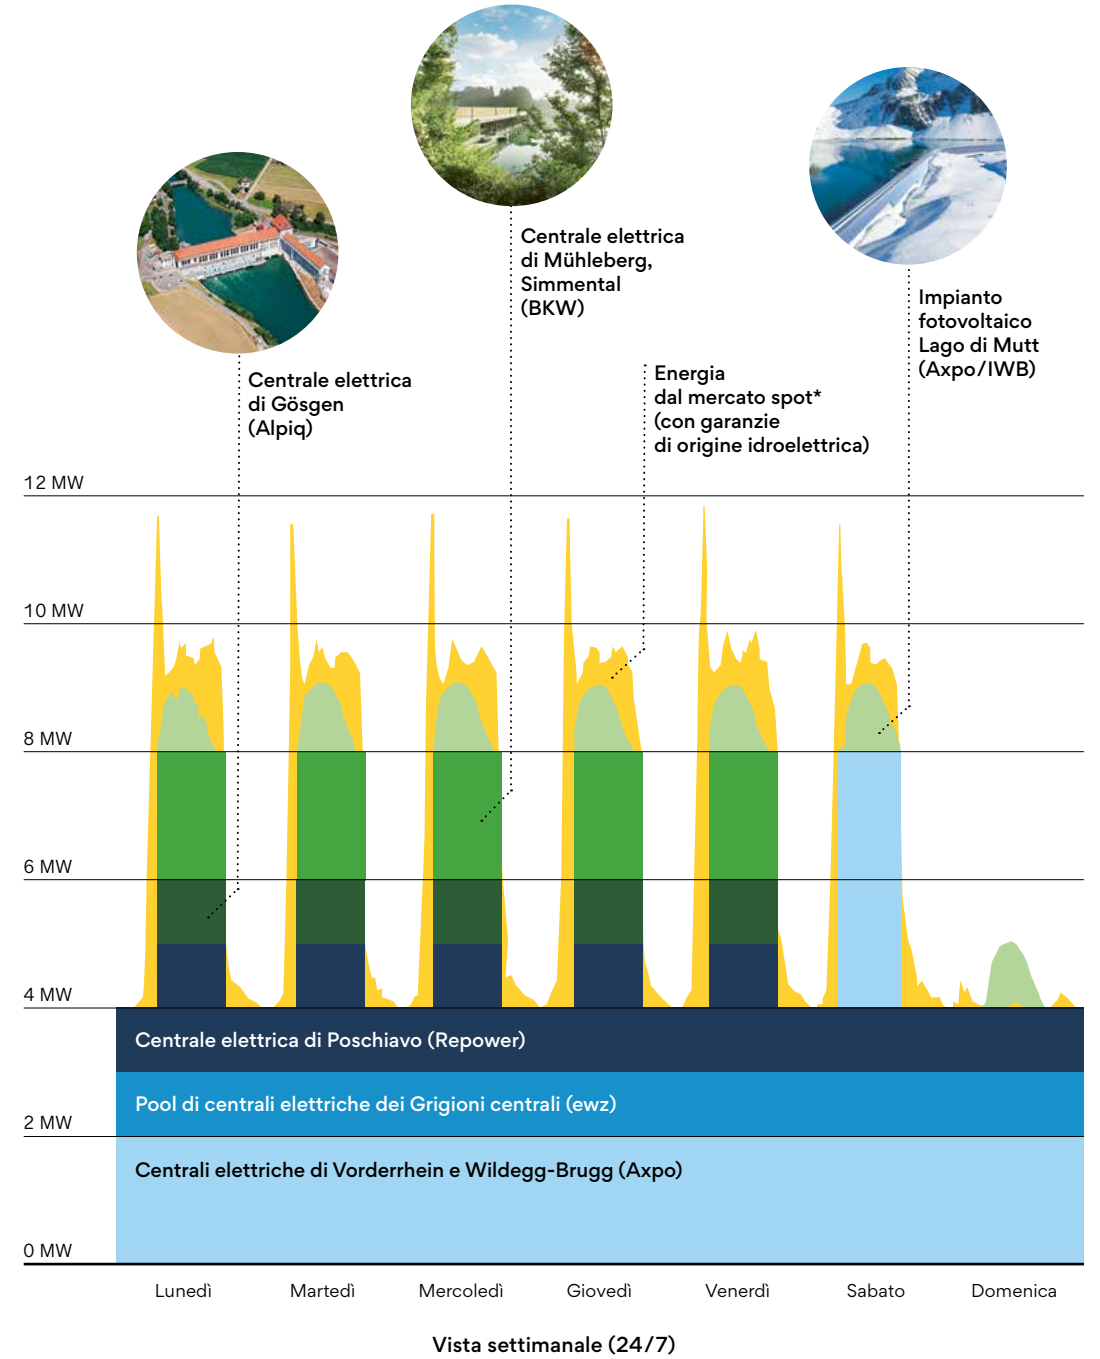 Centrale elettrica
di Mühleberg,
Simmental
(BKW)
Impianto
fotovoltaico
Lago di Mutt
(Axpo/IWB)
Centrale elettrica
di Gösgen
(Alpiq)
Energia
dal mercato spot*
(con garanzie
di origine idroelettrica)
12 MW
10 MW
8 MW
6 MW
4 MW
Centrale elettrica di Poschiavo (Repower)
Pool di centrali elettriche dei Grigioni centrali (ewz)
2 MW
Centrali elettriche di Vorderrhein e Wildegg-Brugg (Axpo)
0 MW
Lunedì Martedì Mercoledì Giovedì Venerdì Sabato Domenica
Vista settimanale (24/7)